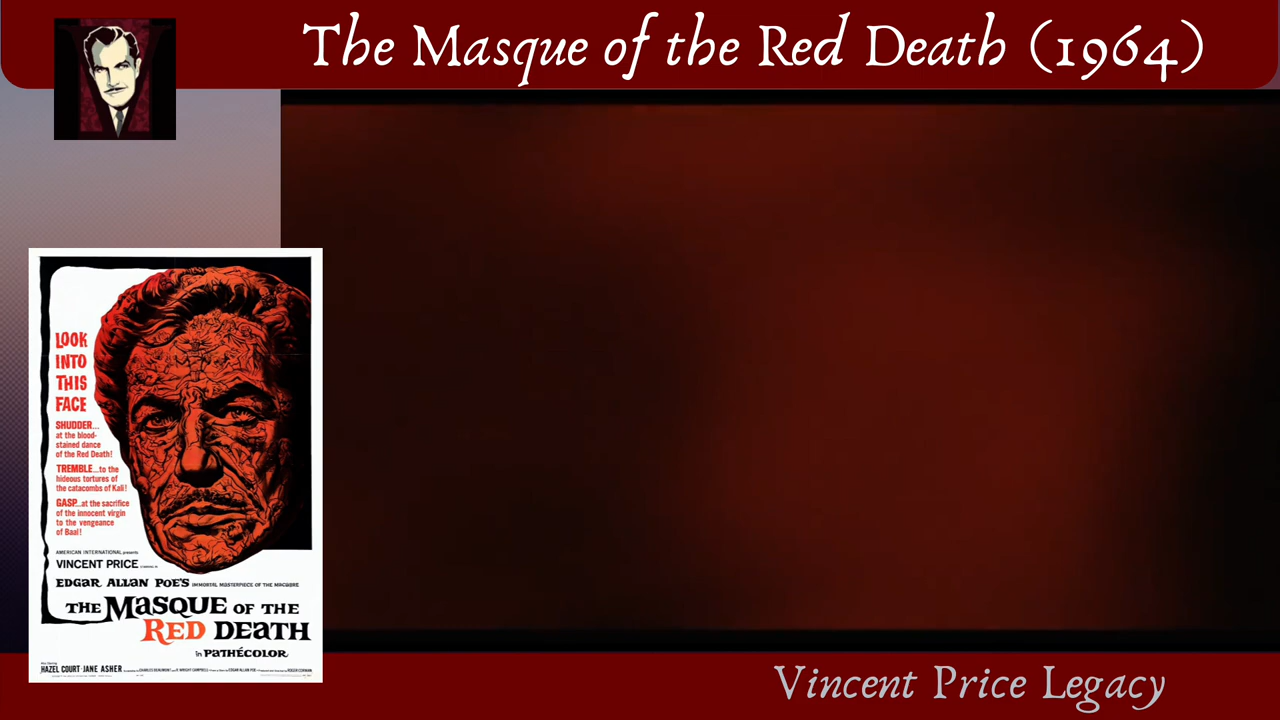 The Masque of the Red Death (1964)
LOOK
INTO
THIS
FACE
SHUDDER...
at the blood-
stained dance
of the Red Death!
TREMBLE...to the
hideous tortures of
the catacombs of Kali!
GASP...at the sacrifice
of the innocent virgin
to the vengeance
of Baal!
AMERICAN INTERNATIONAL presents
VINCENT PRICE
EDGAR ALLAN POE'S IMMORTAL MASTERPIECE OF THE MACABRE
THE MASQUE OF THE
RED DEATH
in PATHÉCOLOR
HAZEL COURT · JANE ASHER
Vincent Price Legacy